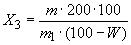 X₃ = m · 200 · 100 / m₁ · (100 − W)